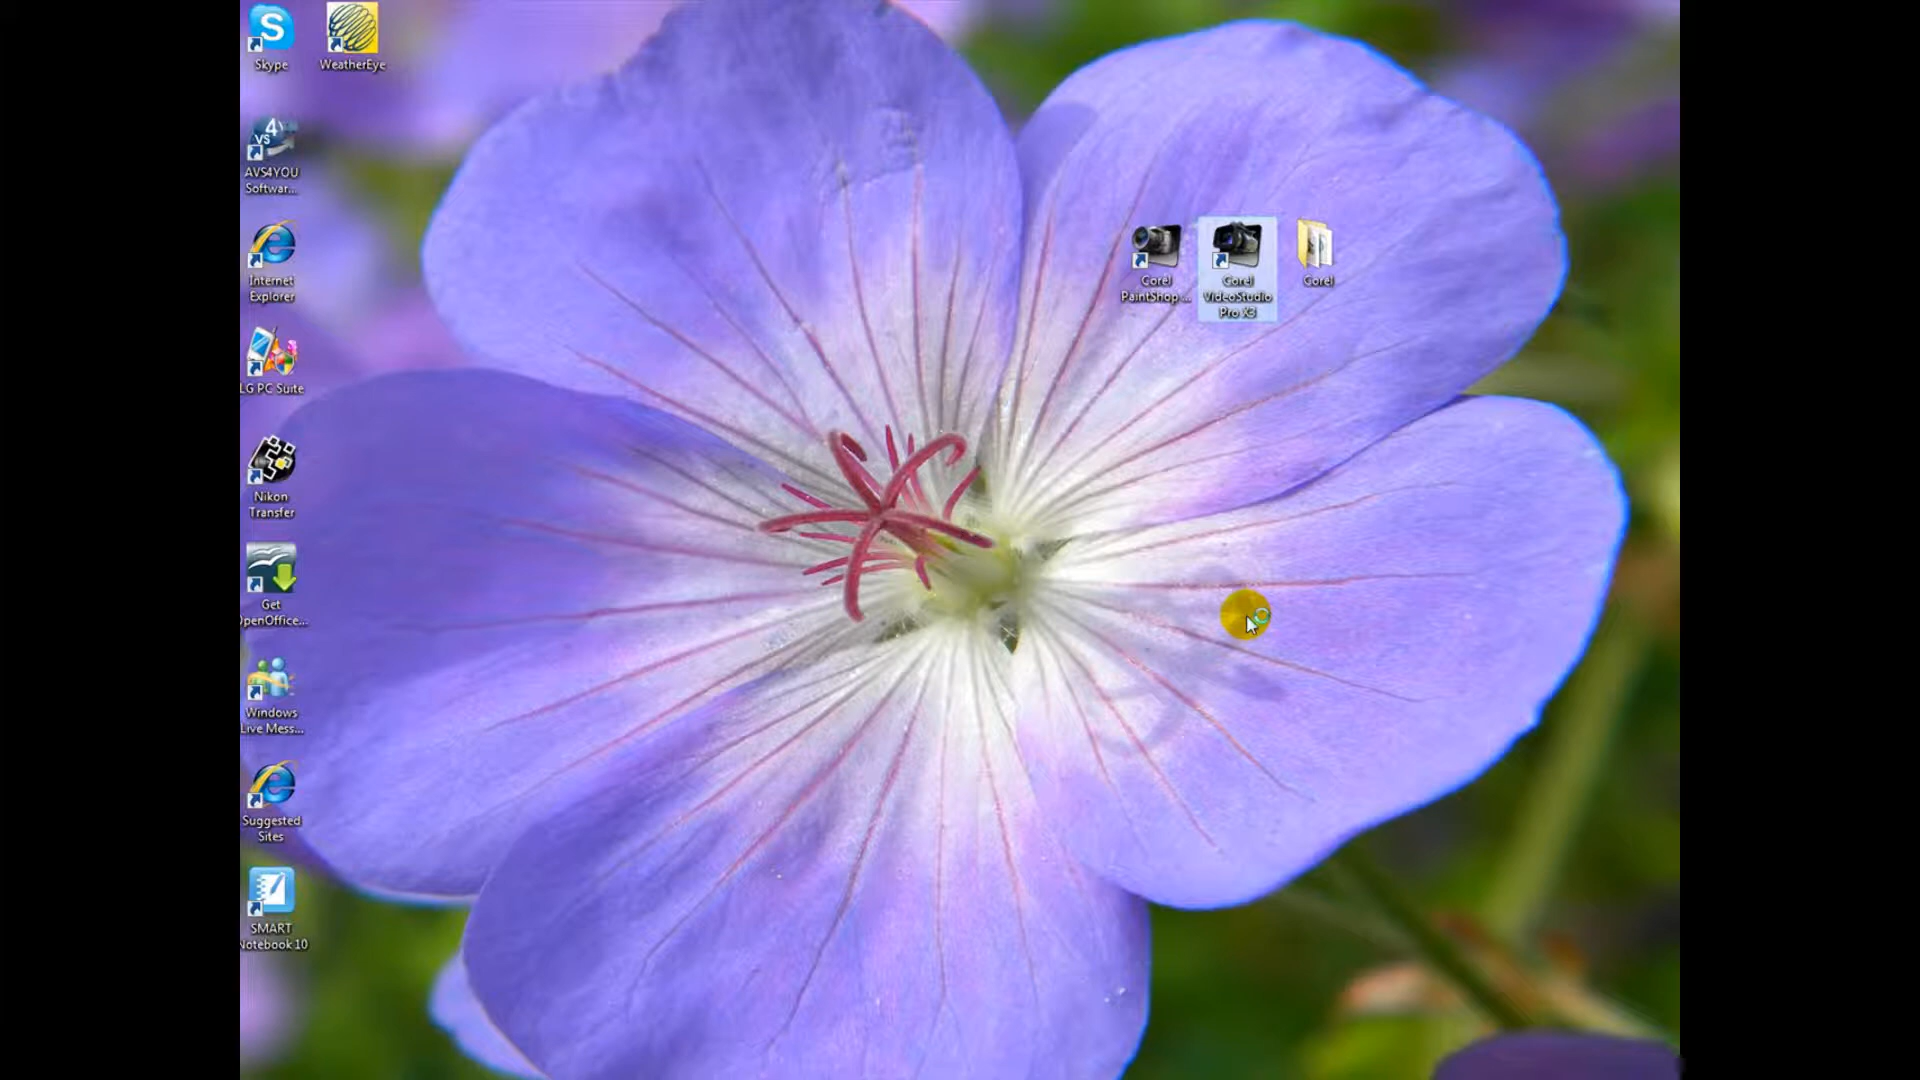 Skype
WeatherEye
AVS4YOU
Softwar...
Internet
Explorer
LG PC Suite
Nikon
Transfer
Get
OpenOffice...
Windows
Live Mess...
Suggested
Sites
SMART
Notebook 10
Corel
PaintShop ...
Corel
VideoStudio
Pro X3
Corel